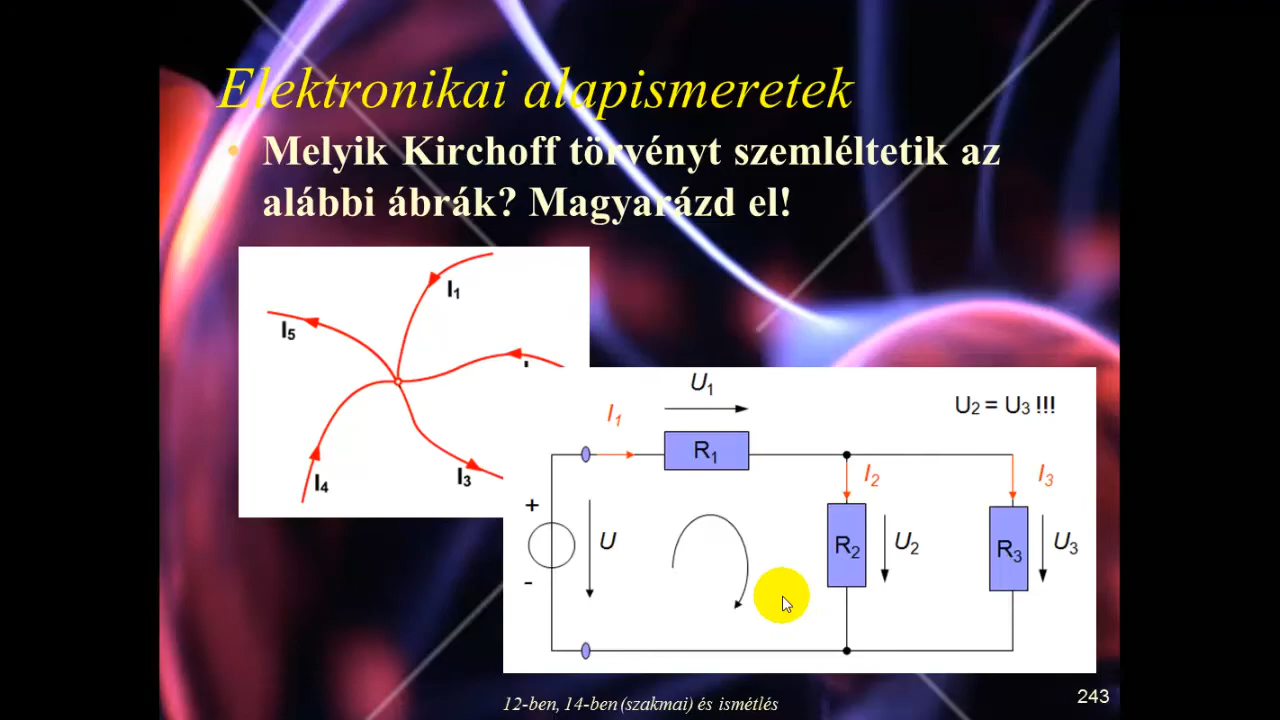 Elektronikai alapismeretek
• Melyik Kirchoff törvényt szemléltetik az
alábbi ábrák? Magyarázd el!
I1
I5
I4
I3
U1
U2 = U3 !!!
I1
R1
I2
I3
+
U
-
R2
U2
R3
U3
12-ben, 14-ben (szakmai) és ismétlés
243